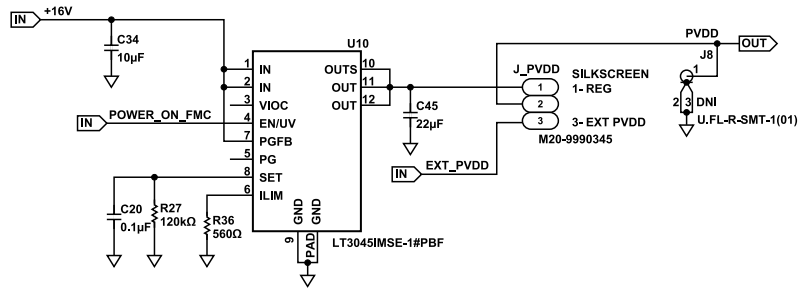 IN
+16V
C34
10µF
U10
1 IN
2 IN
3 VIOC
4 EN/UV
7 PGFB
5 PG
8 SET
6 ILIM
OUTS 10
OUT 11
OUT 12
GND 9
GND PAD
LT3045IMSE-1#PBF
IN
POWER_ON_FMC
C20
0.1µF
R27
120kΩ
R36
560Ω
C45
22µF
J_PVDD
1
2
3
SILKSCREEN
1- REG
3- EXT PVDD
M20-9990345
IN
EXT_PVDD
PVDD
OUT
J8
1
2 3 DNI
U.FL-R-SMT-1(01)